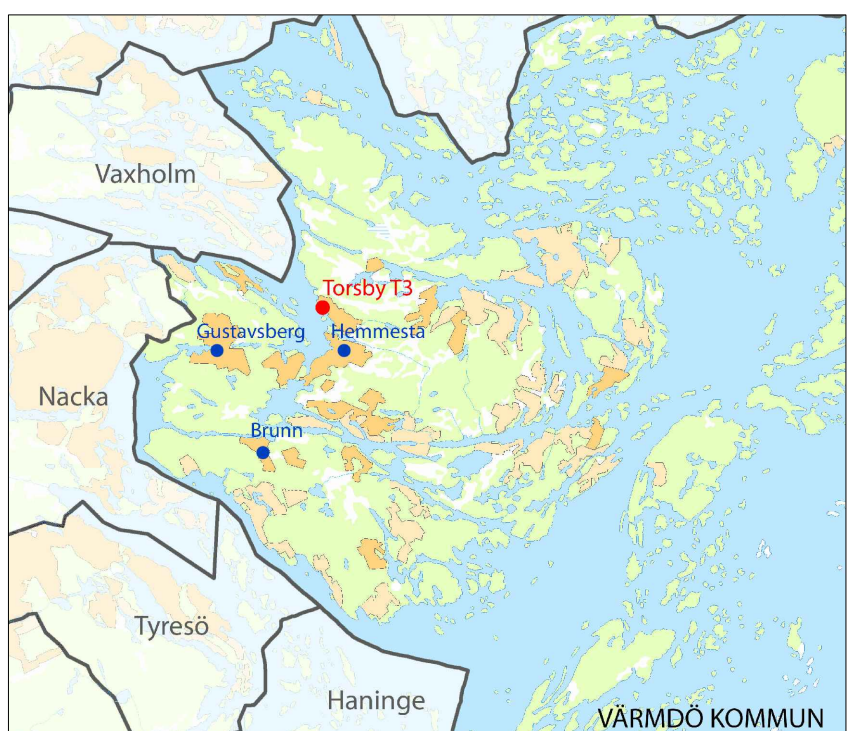 Vaxholm
Torsby T3
Gustavsberg
Hemmesta
Nacka
Brunn
Tyresö
Haninge
VÄRMDÖ KOMMUN